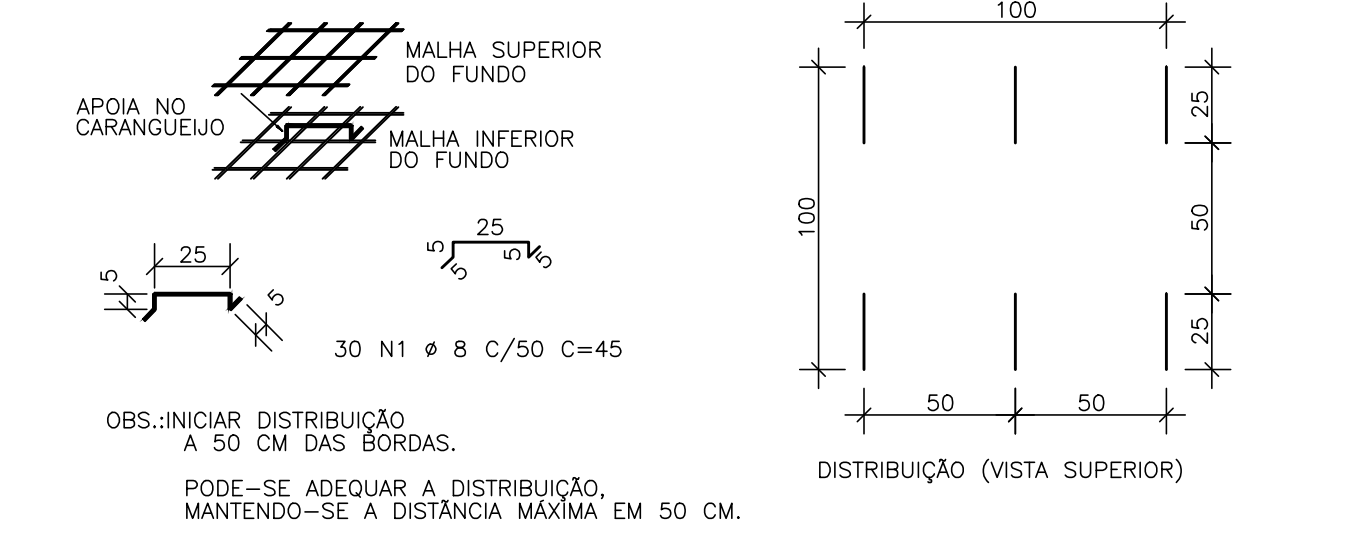 MALHA SUPERIOR
DO FUNDO
APOIA NO
CARANGUEIJO
MALHA INFERIOR
DO FUNDO
25
5
5
25
5
5
5
5
30 N1 ø 8 C/50 C=45
OBS.:INICIAR DISTRIBUIÇÃO
A 50 CM DAS BORDAS.
PODE-SE ADEQUAR A DISTRIBUIÇÃO,
MANTENDO-SE A DISTÃNCIA MÁXIMA EM 50 CM.
100
25
100
50
25
50
50
DISTRIBUIÇÃO (VISTA SUPERIOR)